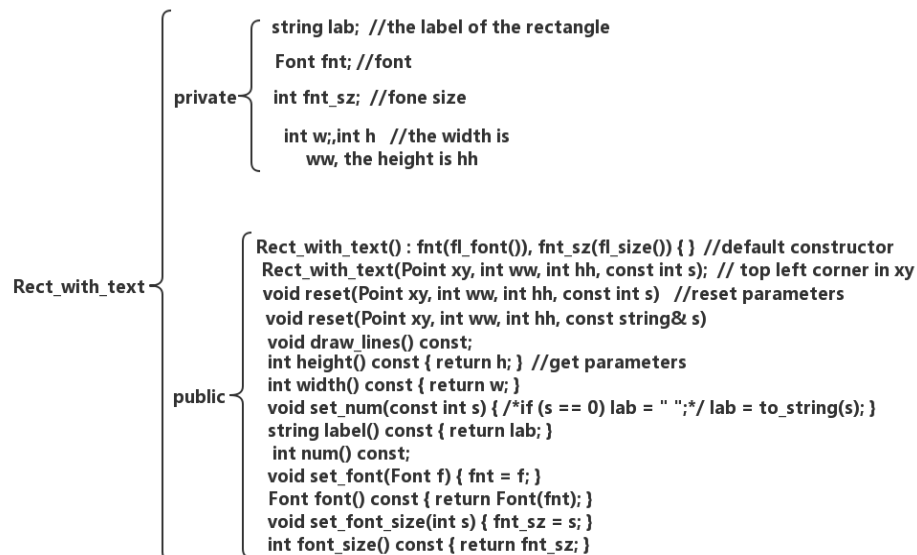 string lab; //the label of the rectangle
Font fnt; //font
private
int fnt_sz; //fone size
int w;,int h //the width is
ww, the height is hh
Rect_with_text() : fnt(fl_font()), fnt_sz(fl_size()) { } //default constructor
Rect_with_text(Point xy, int ww, int hh, const int s); // top left corner in xy
Rect_with_text
void reset(Point xy, int ww, int hh, const int s) //reset parameters
void reset(Point xy, int ww, int hh, const string& s)
void draw_lines() const;
int height() const { return h; } //get parameters
int width() const { return w; }
public
void set_num(const int s) { /*if (s == 0) lab = " ";*/ lab = to_string(s); }
string label() const { return lab; }
int num() const;
void set_font(Font f) { fnt = f; }
Font font() const { return Font(fnt); }
void set_font_size(int s) { fnt_sz = s; }
int font_size() const { return fnt_sz; }